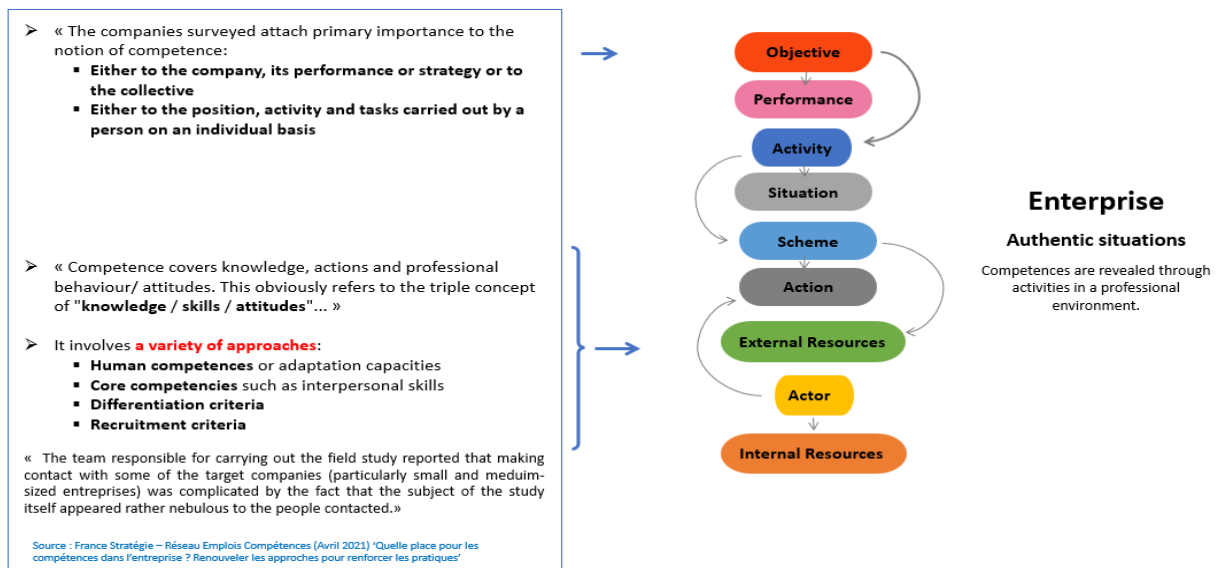 ➢ « The companies surveyed attach primary importance to the
notion of competence:
▪ Either to the company, its performance or strategy or to
the collective
▪ Either to the position, activity and tasks carried out by a
person on an individual basis
➢ « Competence covers knowledge, actions and professional
behaviour/ attitudes. This obviously refers to the triple concept
of "knowledge / skills / attitudes"... »
➢ It involves a variety of approaches:
▪ Human competences or adaptation capacities
▪ Core competencies such as interpersonal skills
▪ Differentiation criteria
▪ Recruitment criteria
« The team responsible for carrying out the field study reported that making
contact with some of the target companies (particularly small and meduim-
sized entreprises) was complicated by the fact that the subject of the study
itself appeared rather nebulous to the people contacted.»
Source : France Stratégie – Réseau Emplois Compétences (Avril 2021) ‘Quelle place pour les
compétences dans l’entreprise ? Renouveler les approches pour renforcer les pratiques’
Objective
Performance
Activity
Situation
Scheme
Action
External Resources
Actor
Internal Resources
Enterprise
Authentic situations
Competences are revealed through
activities in a professional
environment.